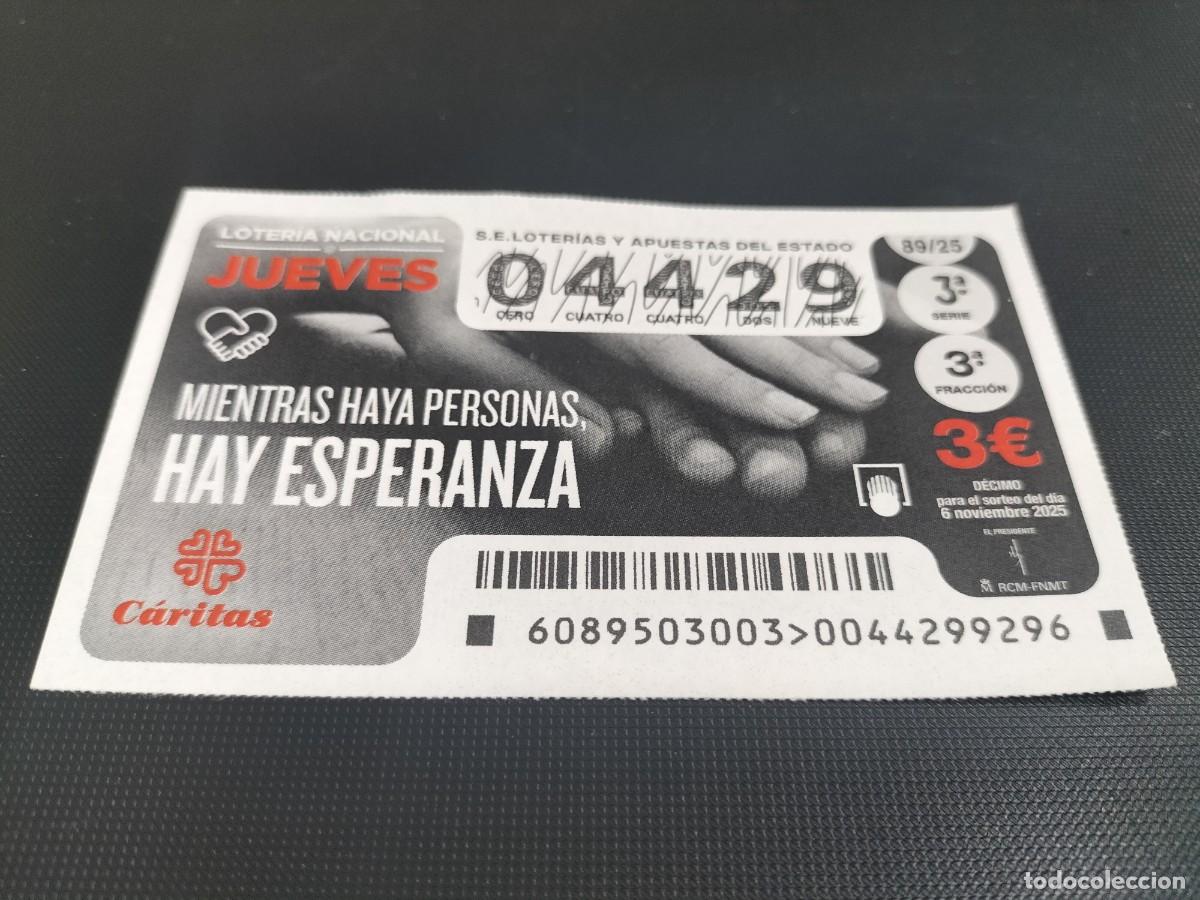 LOTERIA NACIONAL
JUEVES
S.E.LOTERÍAS Y APUESTAS DEL ESTADO
04429
CERO CUATRO CUATRO DOS NUEVE
89/25
3ª
SERIE
3ª
FRACCIÓN
3€
DÉCIMO
para el sorteo del día
6 noviembre 2025
EL PRESIDENTE
RCM-FNMT
MIENTRAS HAYA PERSONAS,
HAY ESPERANZA
Cáritas
6089503003>0044299296
todocoleccion